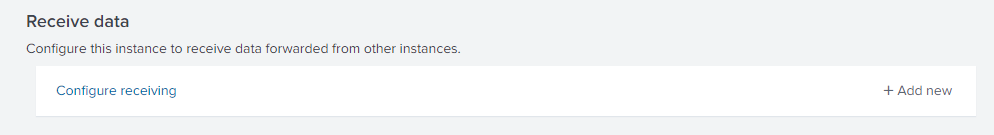 Receive data
Configure this instance to receive data forwarded from other instances.
Configure receiving + Add new